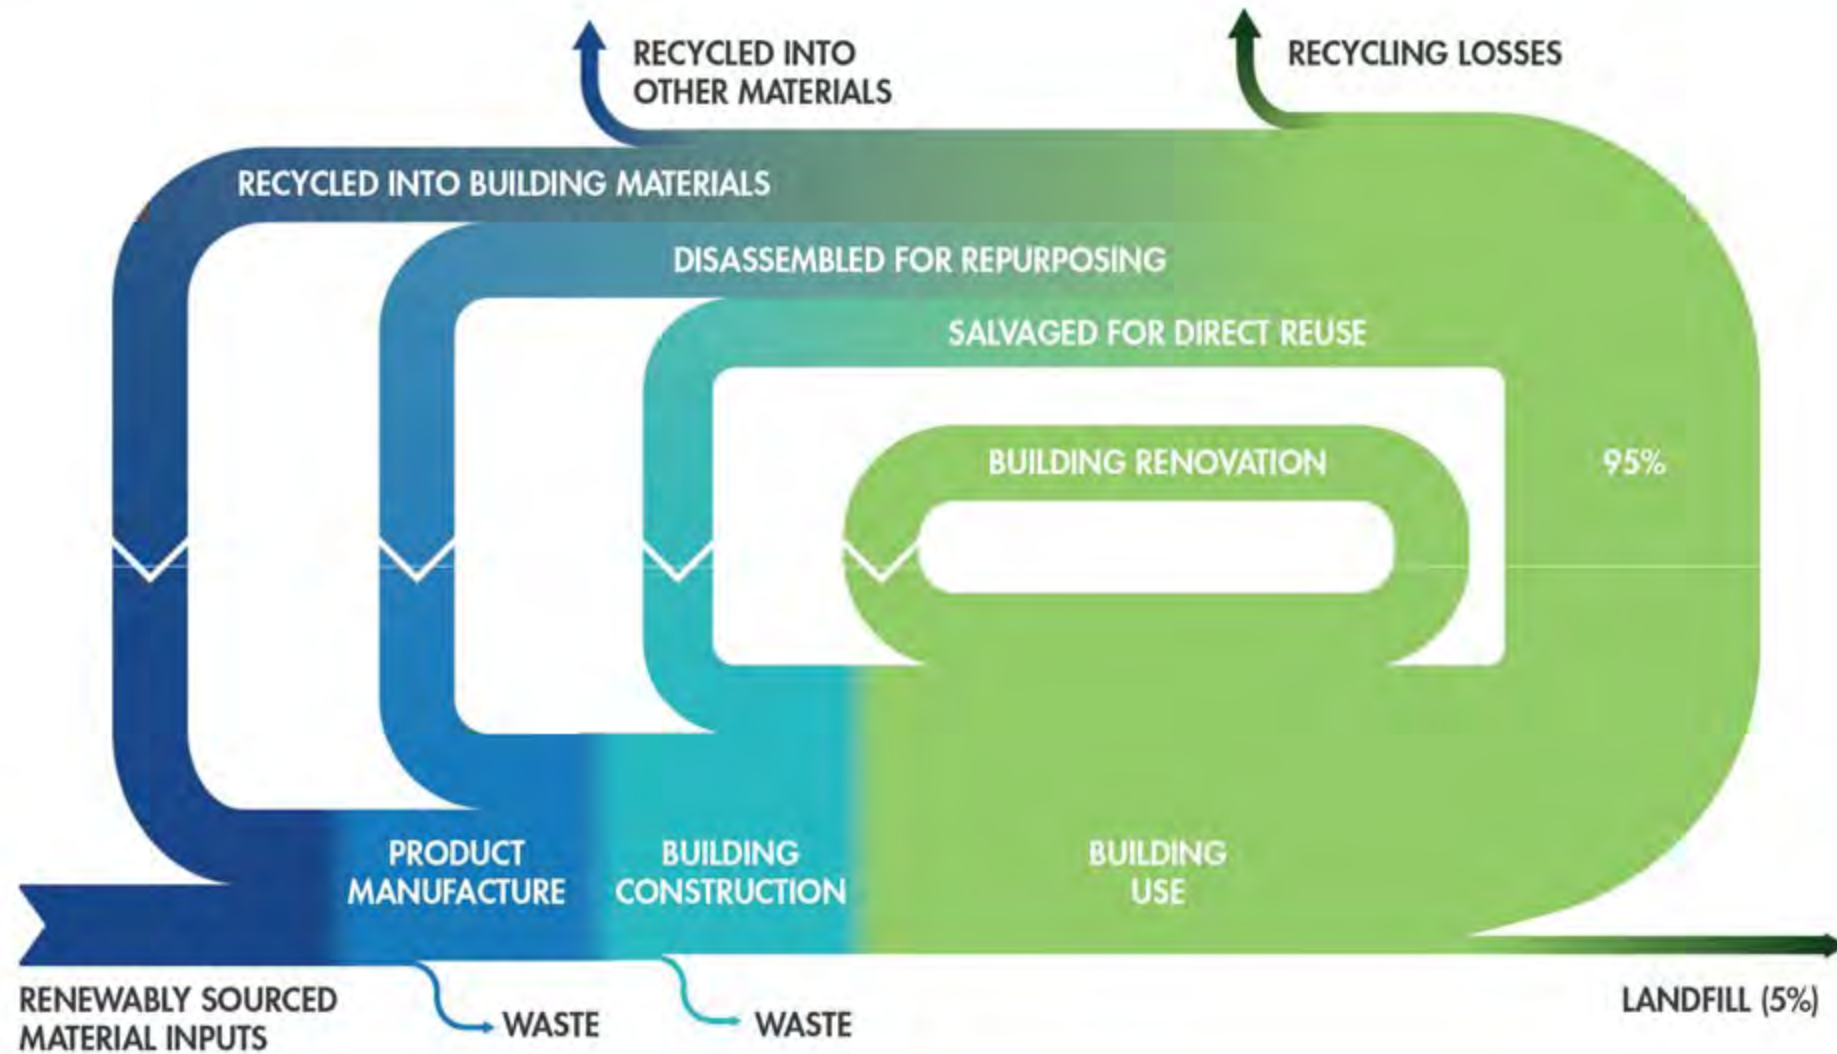 RECYCLED INTO
OTHER MATERIALS
RECYCLING LOSSES
RECYCLED INTO BUILDING MATERIALS
DISASSEMBLED FOR REPURPOSING
SALVAGED FOR DIRECT REUSE
BUILDING RENOVATION
95%
PRODUCT
MANUFACTURE
BUILDING
CONSTRUCTION
BUILDING
USE
RENEWABLY SOURCED
MATERIAL INPUTS
WASTE
WASTE
LANDFILL (5%)